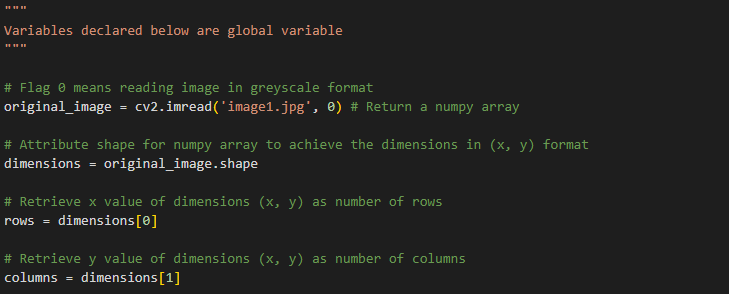 """
Variables declared below are global variable
"""
# Flag 0 means reading image in greyscale format
original_image = cv2.imread('image1.jpg', 0) # Return a numpy array
# Attribute shape for numpy array to achieve the dimensions in (x, y) format
dimensions = original_image.shape
# Retrieve x value of dimensions (x, y) as number of rows
rows = dimensions[0]
# Retrieve y value of dimensions (x, y) as number of columns
columns = dimensions[1]